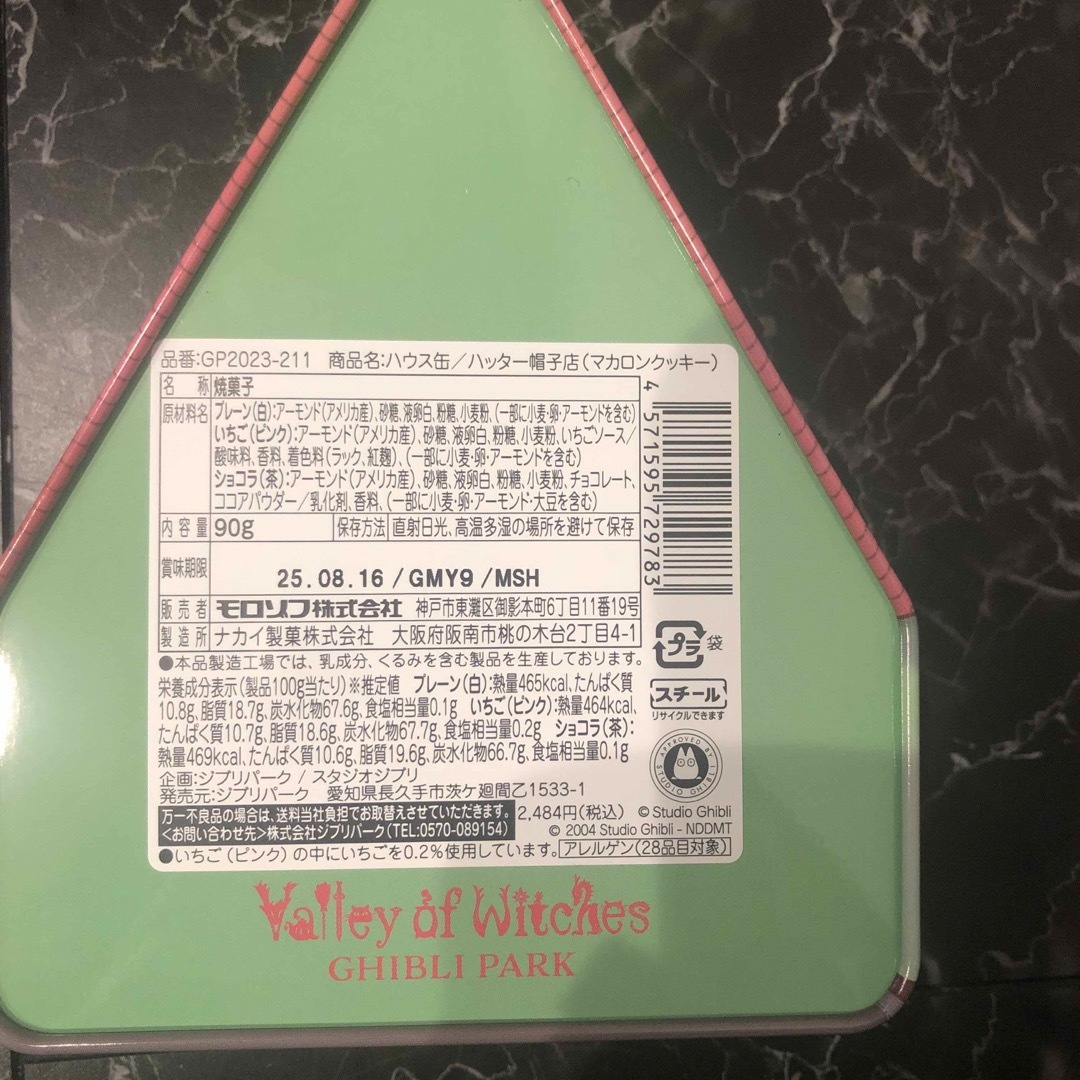 品番:GP2023-211 商品名:ハウス缶／ハッター帽子店(マカロンクッキー)
名称 焼菓子
原材料名 プレーン(白):アーモンド(アメリカ産)、砂糖、液卵白、粉糖、小麦粉、(一部に小麦・卵・アーモンドを含む)
いちご(ピンク):アーモンド(アメリカ産)、砂糖、液卵白、粉糖、小麦粉、いちごソース／
酸味料、香料、着色料(ラック、紅麹)、(一部に小麦・卵・アーモンドを含む)
ショコラ(茶):アーモンド(アメリカ産)、砂糖、液卵白、粉糖、小麦粉、チョコレート、
ココアパウダー／乳化剤、香料、(一部に小麦・卵・アーモンド・大豆を含む)
内容量 90g 保存方法 直射日光、高温多湿の場所を避けて保存
賞味期限 25.08.16 /GMY9 /MSH
販売者 モロゾフ株式会社 神戸市東灘区御影本町6丁目11番19号
製造所 ナカイ製菓株式会社 大阪府阪南市桃の木台2丁目4-1
●本品製造工場では、乳成分、くるみを含む製品を生産しております。
栄養成分表示(製品100g当たり)※推定値 プレーン(白):熱量465kcal、たんぱく質
10.8g、脂質18.7g、炭水化物67.6g、食塩相当量0.1g いちご(ピンク):熱量464kcal、
たんぱく質10.7g、脂質18.6g、炭水化物67.7g、食塩相当量0.2g ショコラ(茶):
熱量469kcal、たんぱく質10.6g、脂質19.6g、炭水化物66.7g、食塩相当量0.1g
企画:ジブリパーク / スタジオジブリ
発売元:ジブリパーク 愛知県長久手市茨ケ廻間乙1533-1
万一不良品の場合は、送料当社負担でお取替えさせていただきます。
<お問い合わせ先>株式会社ジブリパーク(TEL:0570-089154)
2,484円(税込) © Studio Ghibli
© 2004 Studio Ghibli - NDDMT
●いちご(ピンク)の中にいちごを0.2%使用しています。
アレルゲン(28品目対象)
4 571595 729783
プラ 袋
スチール
リサイクルできます
APPROVED BY STUDIO GHIBLI
Valley of Witches
GHIBLI PARK